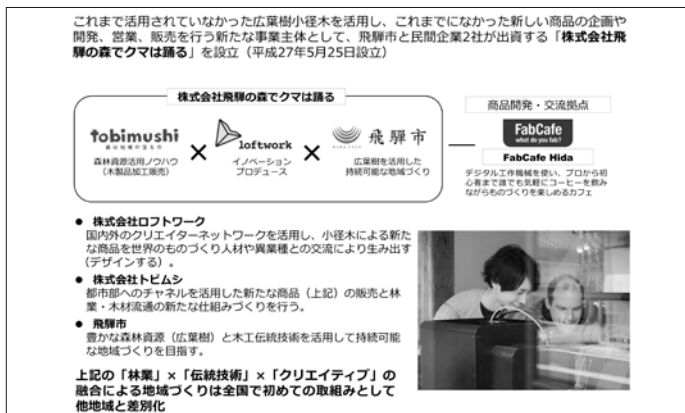 これまで活用されていなかった広葉樹小径木を活用し、これまでになかった新しい商品の企画や
開発、営業、販売を行う新たな事業主体として、飛騨市と民間企業2社が出資する「株式会社飛
騨の森でクマは踊る」を設立（平成27年5月25日設立）
株式会社飛騨の森でクマは踊る
tobimushi
森は地域の宝もの
森林資源活用ノウハウ
（木製品加工販売）
×
loftwork
イノベーション
プロデュース
×
飛騨市
HIDA CITY
広葉樹を活用した
持続可能な地域づくり
商品開発・交流拠点
FabCafe
what do you fab?
FabCafe Hida
デジタル工作機械を使い、プロから初
心者まで誰でも気軽にコーヒーを飲み
ながらものづくりを楽しめるカフェ
● 株式会社ロフトワーク
国内外のクリエイターネットワークを活用し、小径木による新た
な商品を世界のものづくり人材や異業種との交流により生み出す
（デザインする）。
● 株式会社トビムシ
都市部へのチャネルを活用した新たな商品（上記）の販売と林
業・木材流通の新たな仕組みづくりを行う。
● 飛騨市
豊かな森林資源（広葉樹）と木工伝統技術を活用して持続可能
な地域づくりを目指す。
上記の「林業」×「伝統技術」×「クリエイティブ」の
融合による地域づくりは全国で初めての取組みとして
他地域と差別化